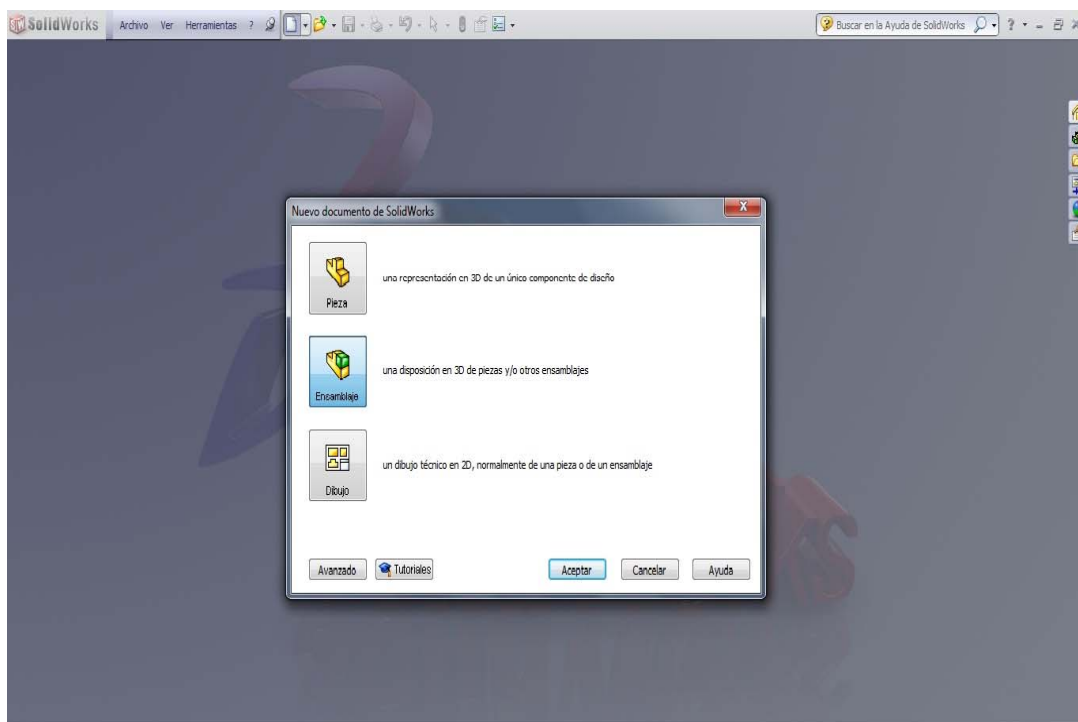 SolidWorks Archivo Ver Herramientas ? Buscar en la Ayuda de SolidWorks ?
Nuevo documento de SolidWorks
una representación en 3D de un único componente de diseño
Pieza
una disposición en 3D de piezas y/o otros ensamblajes
Ensamblaje
un dibujo técnico en 2D, normalmente de una pieza o de un ensamblaje
Dibujo
Avanzado Tutoriales Aceptar Cancelar Ayuda